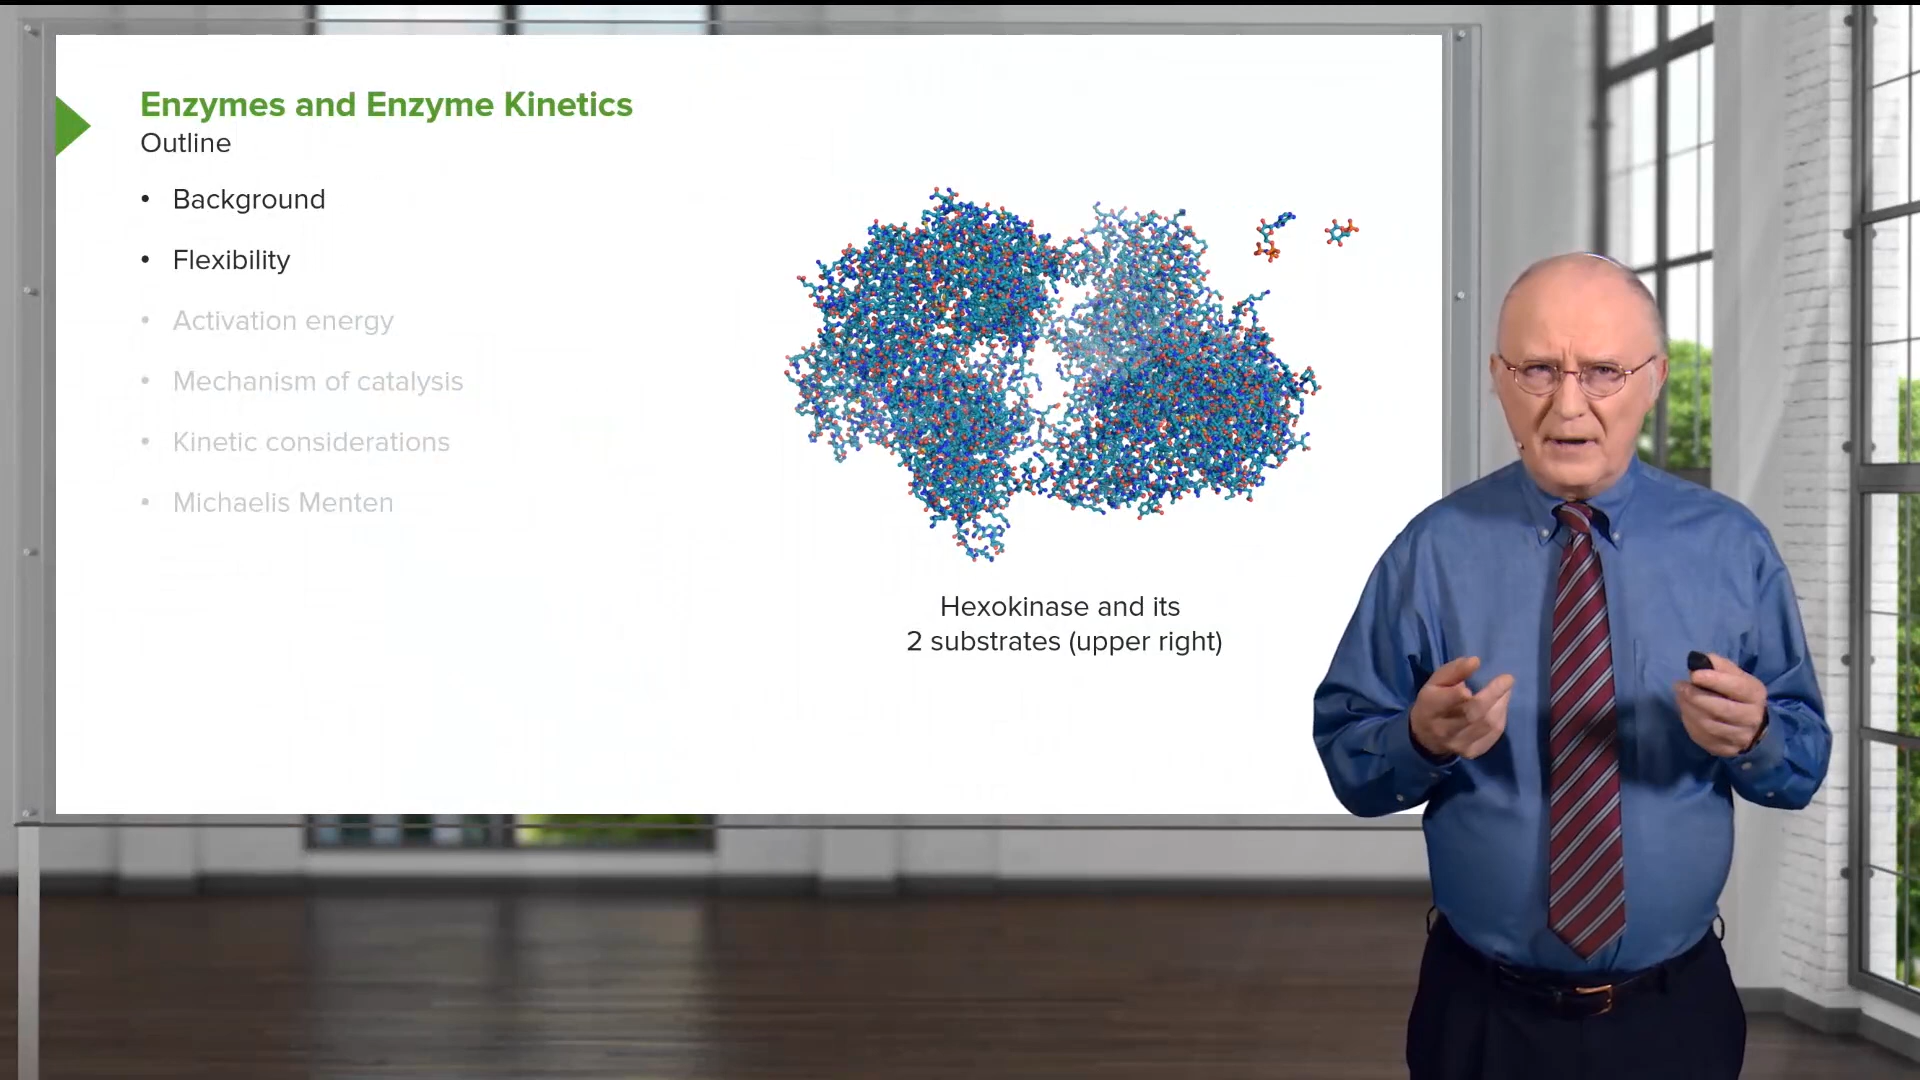 Enzymes and Enzyme Kinetics
Outline
• Background
• Flexibility
• Activation energy
• Mechanism of catalysis
• Kinetic considerations
• Michaelis Menten
Hexokinase and its
2 substrates (upper right)